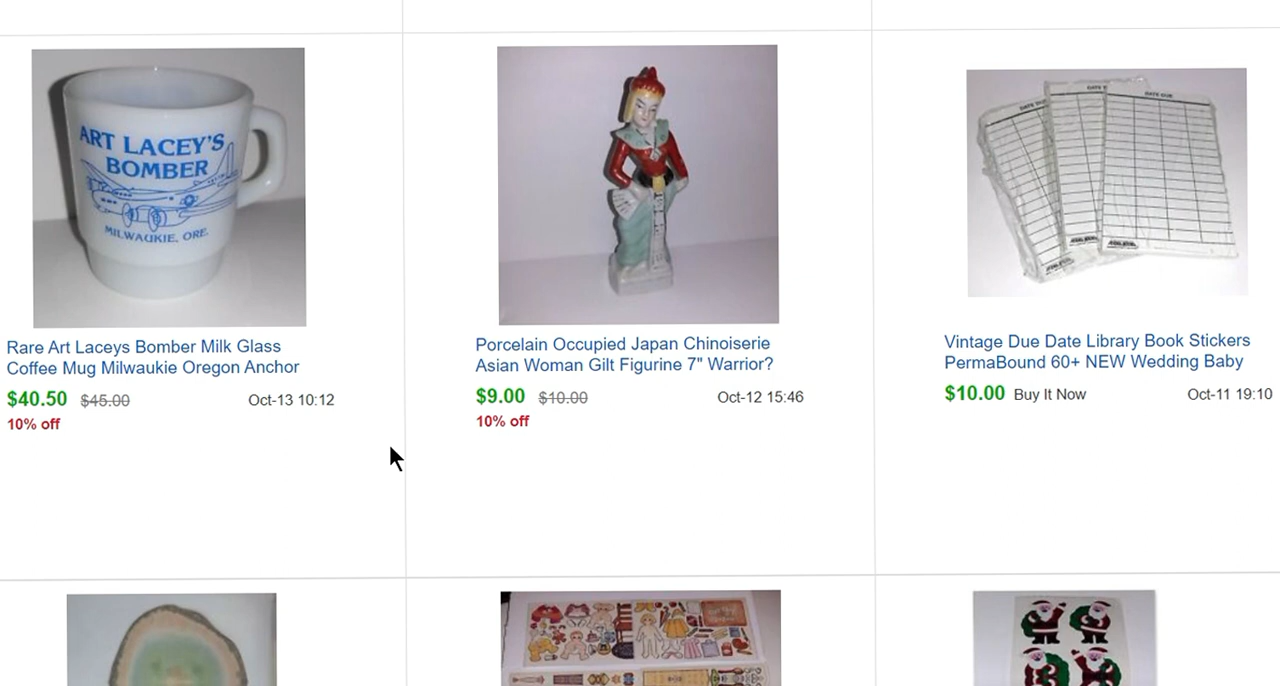 ART LACEY'S
BOMBER
MILWAUKIE, ORE.
DATE DUE
Rare Art Laceys Bomber Milk Glass
Coffee Mug Milwaukie Oregon Anchor
$40.50 $45.00 Oct-13 10:12
10% off
Porcelain Occupied Japan Chinoiserie
Asian Woman Gilt Figurine 7" Warrior?
$9.00 $10.00 Oct-12 15:46
10% off
Vintage Due Date Library Book Stickers
PermaBound 60+ NEW Wedding Baby
$10.00 Buy It Now Oct-11 19:10